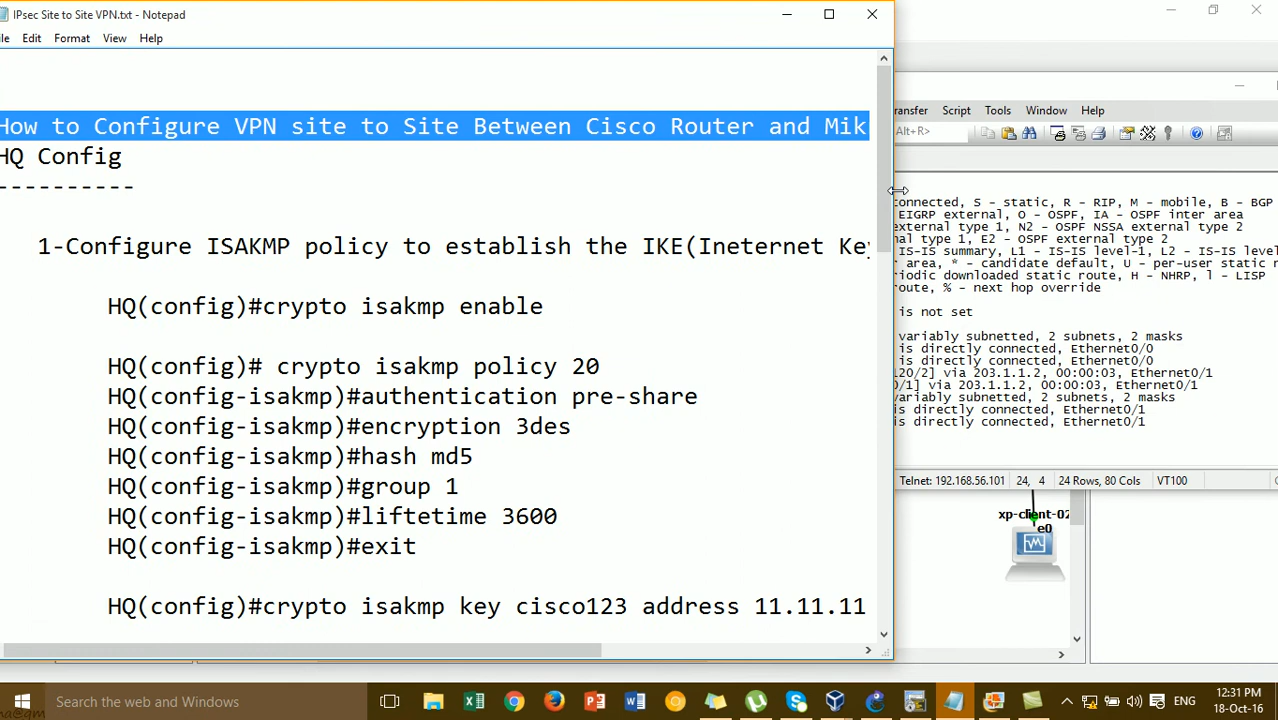 IPsec Site to Site VPN.txt - Notepad
Edit Format View Help
How to Configure VPN site to Site Between Cisco Router and Mik
HQ Config
----------
1-Configure ISAKMP policy to establish the IKE(Ineternet Key
HQ(config)#crypto isakmp enable
HQ(config)# crypto isakmp policy 20
HQ(config-isakmp)#authentication pre-share
HQ(config-isakmp)#encryption 3des
HQ(config-isakmp)#hash md5
HQ(config-isakmp)#group 1
HQ(config-isakmp)#liftetime 3600
HQ(config-isakmp)#exit
HQ(config)#crypto isakmp key cisco123 address 11.11.11
ransfer Script Tools Window Help
Alt+R>
onnected, S - static, R - RIP, M - mobile, B - BGP
EIGRP external, O - OSPF, IA - OSPF inter area
xternal type 1, N2 - OSPF NSSA external type 2
nal type 1, E2 - OSPF external type 2
IS-IS summary, L1 - IS-IS level-1, L2 - IS-IS level
r area, * - candidate default, U - per-user static r
riodic downloaded static route, H - NHRP, l - LISP
route, % - next hop override
is not set
variably subnetted, 2 subnets, 2 masks
is directly connected, Ethernet0/0
is directly connected, Ethernet0/0
120/2] via 203.1.1.2, 00:00:03, Ethernet0/1
0/1] via 203.1.1.2, 00:00:03, Ethernet0/1
variably subnetted, 2 subnets, 2 masks
is directly connected, Ethernet0/1
is directly connected, Ethernet0/1
Telnet: 192.168.56.101 24, 4 24 Rows, 80 Cols VT100
xp-client-02
e0
Search the web and Windows
ENG
12:31 PM
18-Oct-16